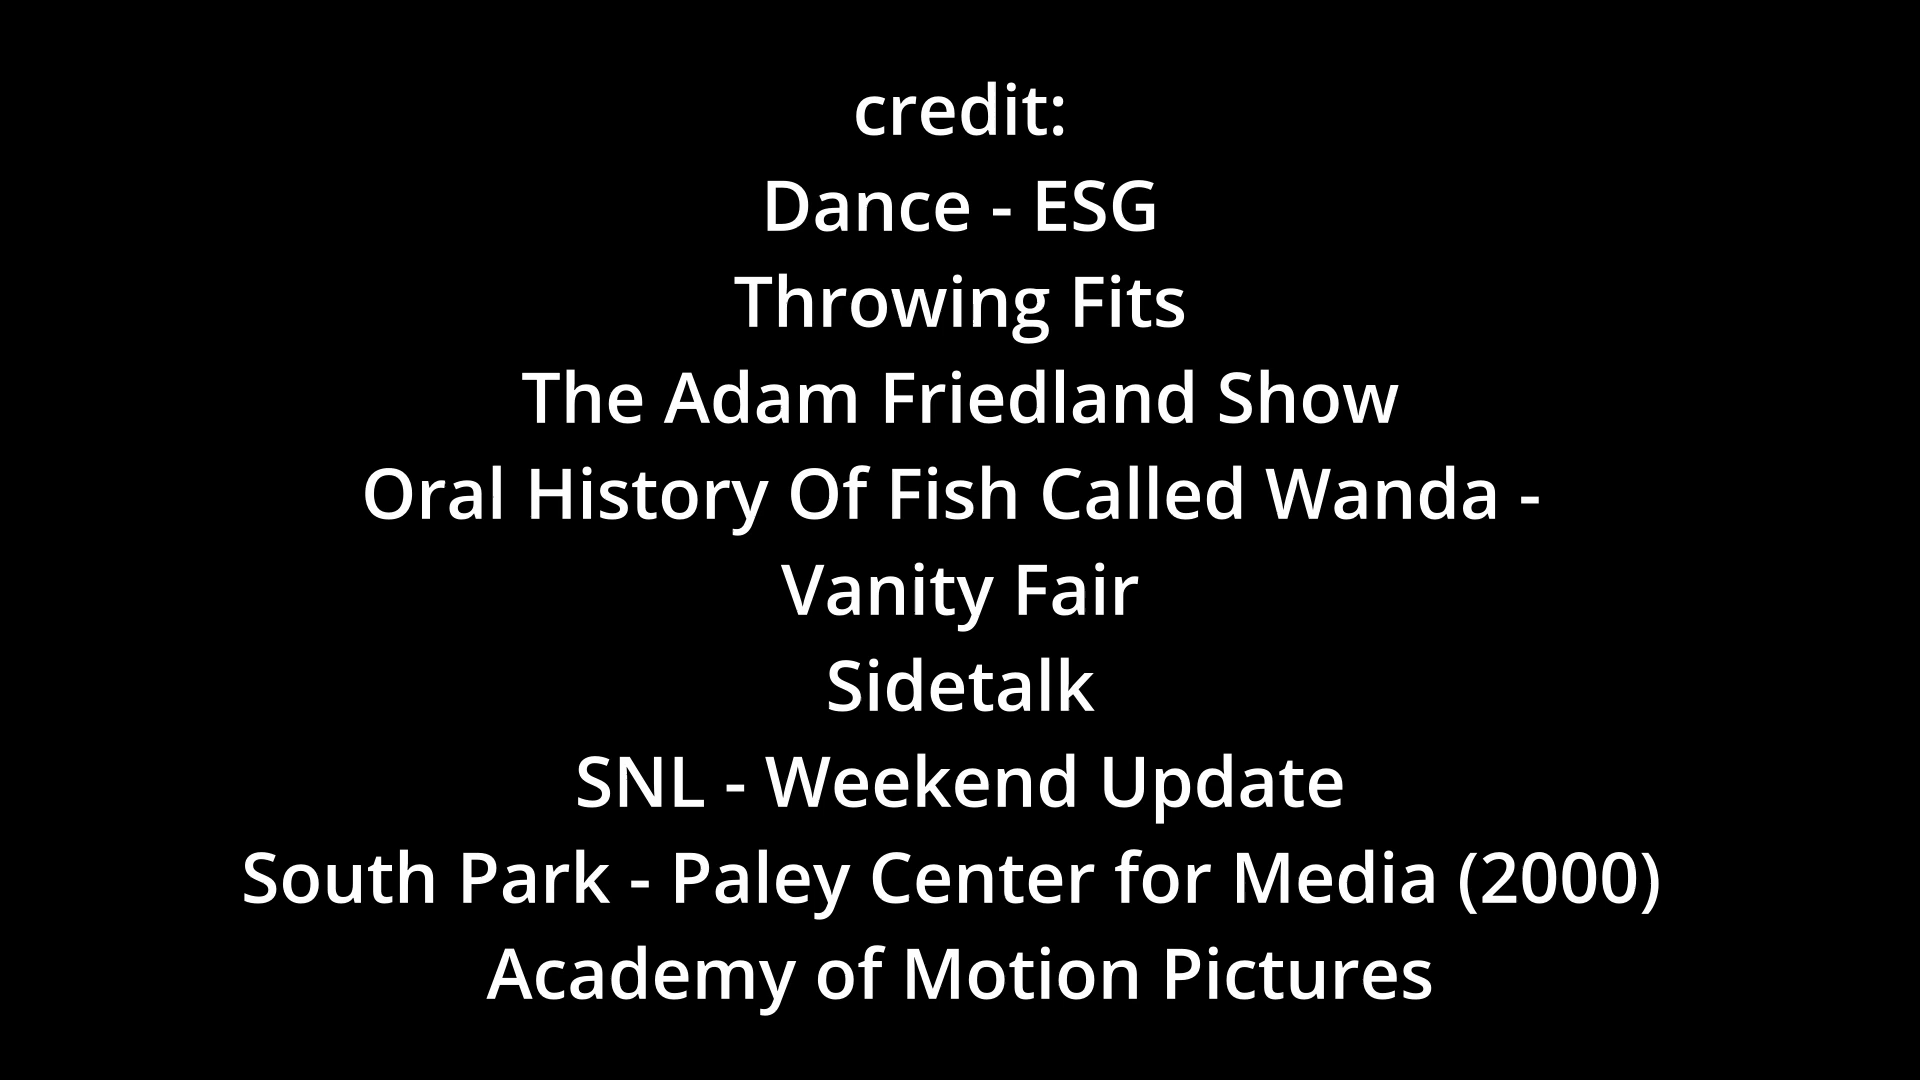 credit:
Dance - ESG
Throwing Fits
The Adam Friedland Show
Oral History Of Fish Called Wanda -
Vanity Fair
Sidetalk
SNL - Weekend Update
South Park - Paley Center for Media (2000)
Academy of Motion Pictures